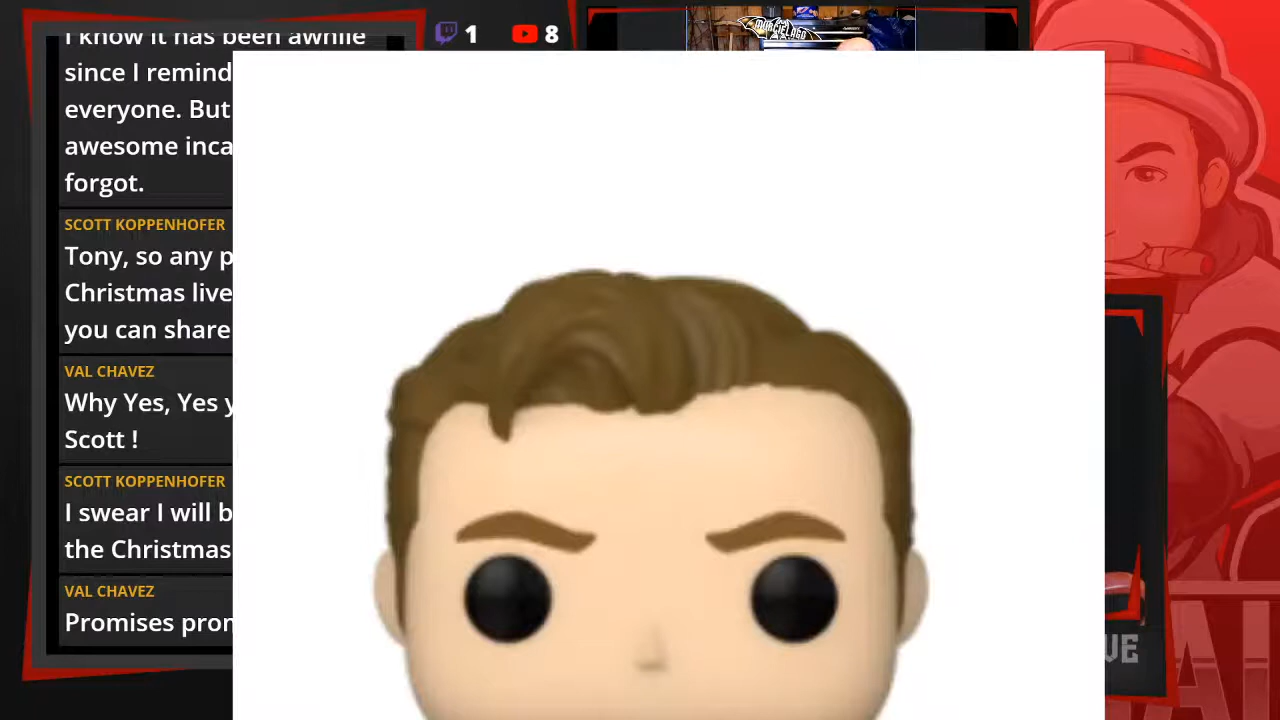 1
8
I know it has been awhile
since I remind
everyone. But
awesome inca
forgot.
SCOTT KOPPENHOFER
Tony, so any p
Christmas live
you can share
VAL CHAVEZ
Why Yes, Yes y
Scott !
SCOTT KOPPENHOFER
I swear I will b
the Christmas
VAL CHAVEZ
Promises pron